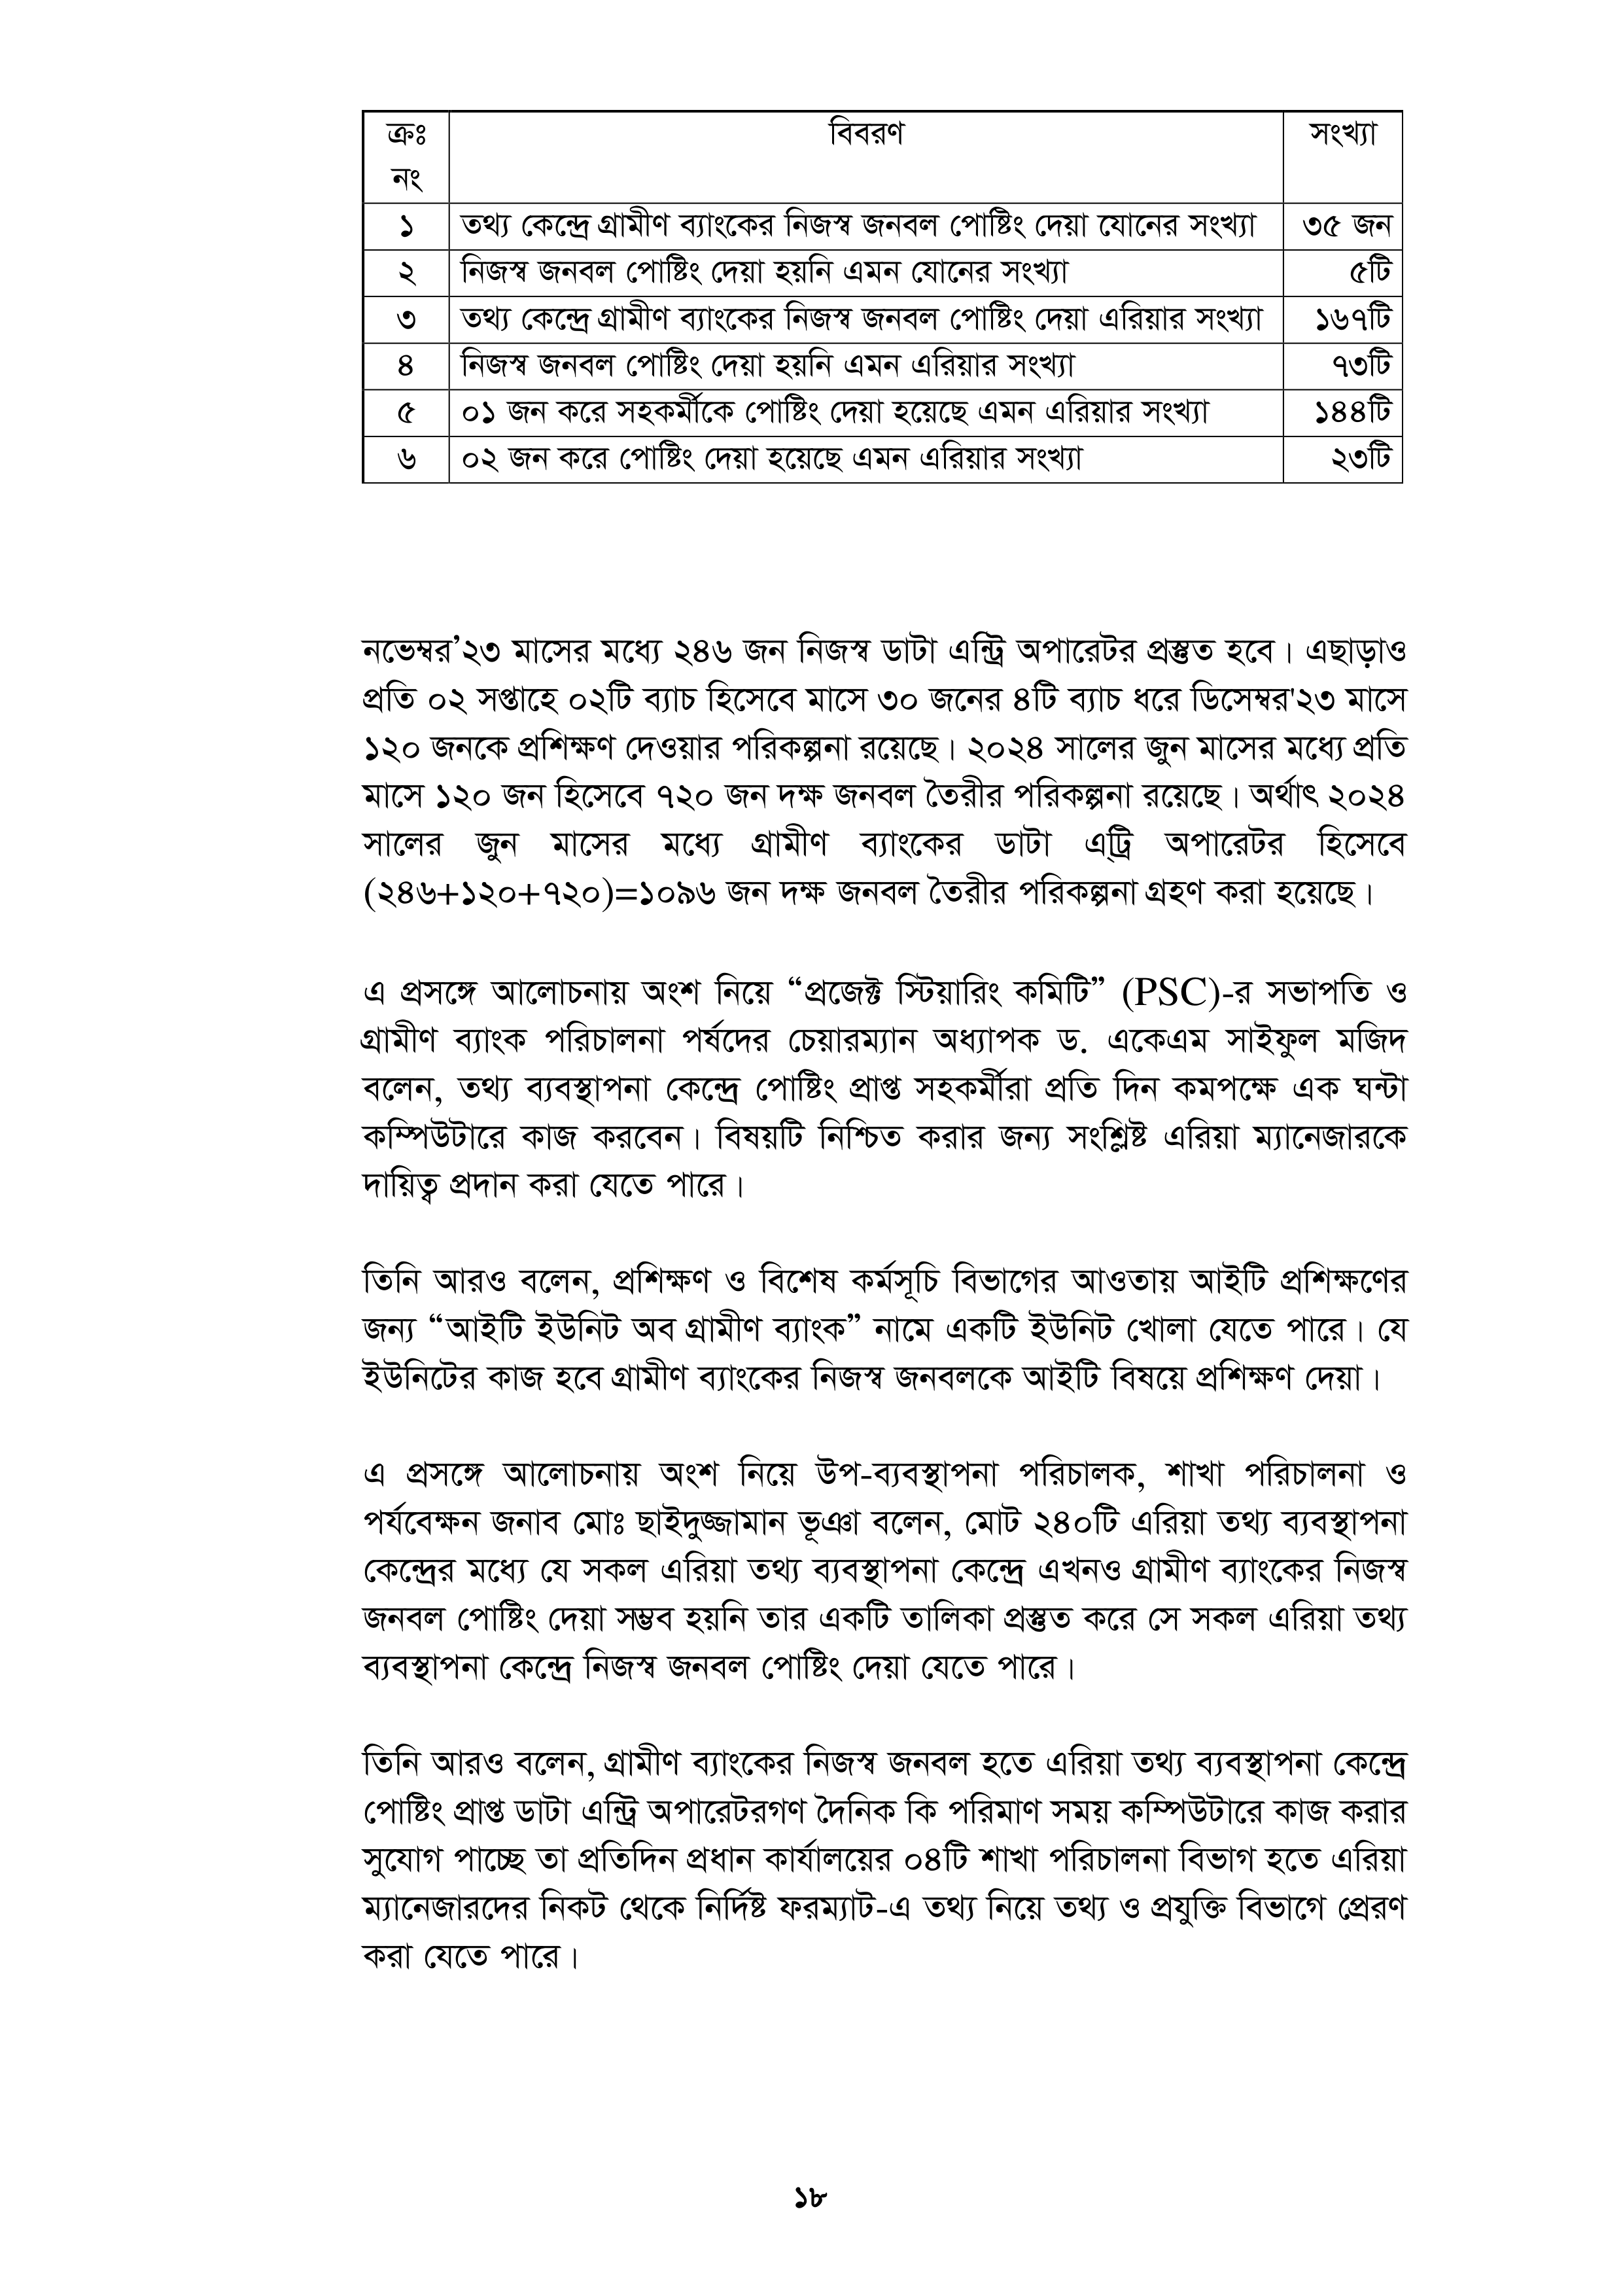 ক্রঃ নং বিবরণ সংখ্যা
১ তথ্য কেন্দ্রে গ্রামীণ ব্যাংকের নিজস্ব জনবল পোষ্টিং দেয়া যোনের সংখ্যা ৩৫ জন
২ নিজস্ব জনবল পোষ্টিং দেয়া হয়নি এমন যোনের সংখ্যা ৫টি
৩ তথ্য কেন্দ্রে গ্রামীণ ব্যাংকের নিজস্ব জনবল পোষ্টিং দেয়া এরিয়ার সংখ্যা ১৬৭টি
৪ নিজস্ব জনবল পোষ্টিং দেয়া হয়নি এমন এরিয়ার সংখ্যা ৭৩টি
৫ ০১ জন করে সহকর্মীকে পোষ্টিং দেয়া হয়েছে এমন এরিয়ার সংখ্যা ১৪৪টি
৬ ০২ জন করে পোষ্টিং দেয়া হয়েছে এমন এরিয়ার সংখ্যা ২৩টি
নভেম্বর’২৩ মাসের মধ্যে ২৪৬ জন নিজস্ব ডাটা এন্ট্রি অপারেটর প্রস্তুত হবে। এছাড়াও
প্রতি ০২ সপ্তাহে ০২টি ব্যাচ হিসেবে মাসে ৩০ জনের ৪টি ব্যাচ ধরে ডিসেম্বর'২৩ মাসে
১২০ জনকে প্রশিক্ষণ দেওয়ার পরিকল্পনা রয়েছে। ২০২৪ সালের জুন মাসের মধ্যে প্রতি
মাসে ১২০ জন হিসেবে ৭২০ জন দক্ষ জনবল তৈরীর পরিকল্পনা রয়েছে। অর্থাৎ ২০২৪
সালের জুন মাসের মধ্যে গ্রামীণ ব্যাংকের ডাটা এট্রি্ অপারেটর হিসেবে
(২৪৬+১২০+৭২০)=১০৯৬ জন দক্ষ জনবল তৈরীর পরিকল্পনা গ্রহণ করা হয়েছে।
এ প্রসঙ্গে আলোচনায় অংশ নিয়ে “প্রজেক্ট স্টিয়ারিং কমিটি” (PSC)-র সভাপতি ও
গ্রামীণ ব্যাংক পরিচালনা পর্ষদের চেয়ারম্যান অধ্যাপক ড. একেএম সাইফুল মজিদ
বলেন, তথ্য ব্যবস্থাপনা কেন্দ্রে পোষ্টিং প্রাপ্ত সহকর্মীরা প্রতি দিন কমপক্ষে এক ঘন্টা
কম্পিউটারে কাজ করবেন। বিষয়টি নিশ্চিত করার জন্য সংশ্লিষ্ট এরিয়া ম্যানেজারকে
দায়িত্ব প্রদান করা যেতে পারে।
তিনি আরও বলেন, প্রশিক্ষণ ও বিশেষ কর্মসূচি বিভাগের আওতায় আইটি প্রশিক্ষণের
জন্য “আইটি ইউনিট অব গ্রামীণ ব্যাংক” নামে একটি ইউনিট খোলা যেতে পারে। যে
ইউনিটের কাজ হবে গ্রামীণ ব্যাংকের নিজস্ব জনবলকে আইটি বিষয়ে প্রশিক্ষণ দেয়া।
এ প্রসঙ্গে আলোচনায় অংশ নিয়ে উপ-ব্যবস্থাপনা পরিচালক, শাখা পরিচালনা ও
পর্যবেক্ষন জনাব মোঃ ছাইদুজ্জামান ভূঞা বলেন, মোট ২৪০টি এরিয়া তথ্য ব্যবস্থাপনা
কেন্দ্রের মধ্যে যে সকল এরিয়া তথ্য ব্যবস্থাপনা কেন্দ্রে এখনও গ্রামীণ ব্যাংকের নিজস্ব
জনবল পোষ্টিং দেয়া সম্ভব হয়নি তার একটি তালিকা প্রস্তুত করে সে সকল এরিয়া তথ্য
ব্যবস্থাপনা কেন্দ্রে নিজস্ব জনবল পোষ্টিং দেয়া যেতে পারে।
তিনি আরও বলেন, গ্রামীণ ব্যাংকের নিজস্ব জনবল হতে এরিয়া তথ্য ব্যবস্থাপনা কেন্দ্রে
পোষ্টিং প্রাপ্ত ডাটা এন্ট্রি অপারেটরগণ দৈনিক কি পরিমাণ সময় কম্পিউটারে কাজ করার
সুযোগ পাচ্ছে তা প্রতিদিন প্রধান কার্যালয়ের ০৪টি শাখা পরিচালনা বিভাগ হতে এরিয়া
ম্যানেজারদের নিকট থেকে নির্দিষ্ট ফরম্যাট-এ তথ্য নিয়ে তথ্য ও প্রযুক্তি বিভাগে প্রেরণ
করা যেতে পারে।
১৮